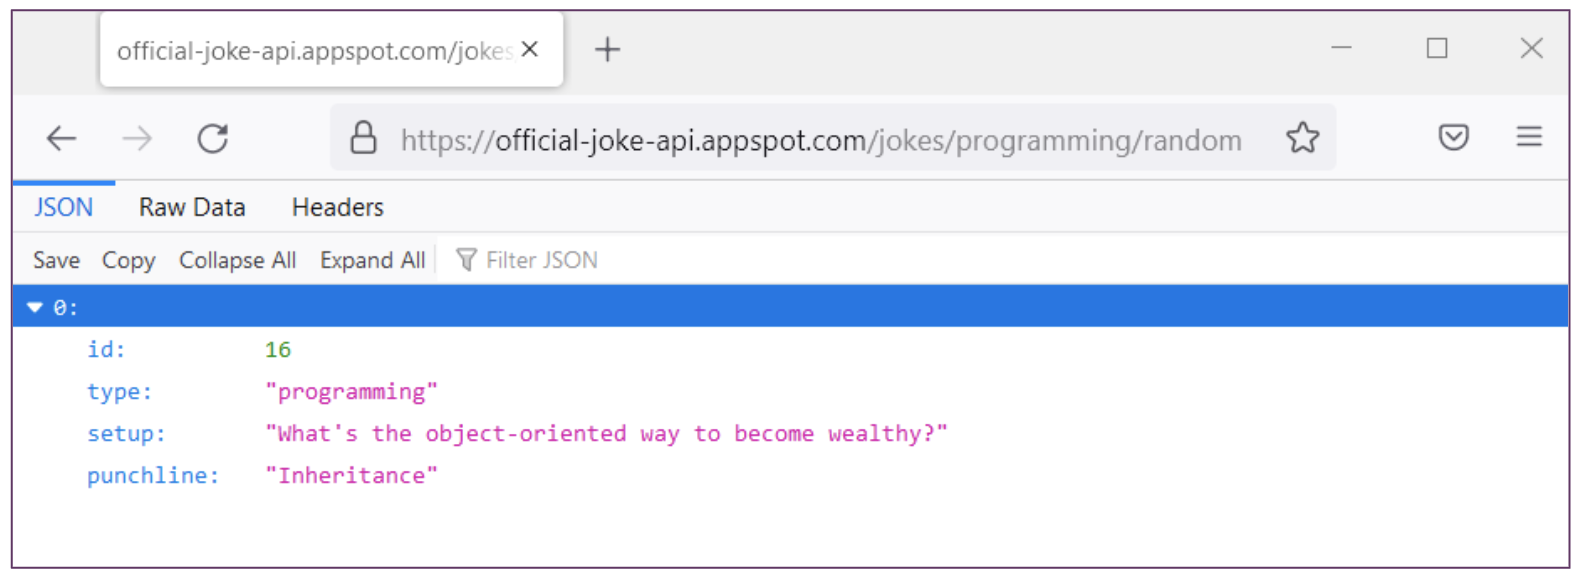 official-joke-api.appspot.com/jokes
https://official-joke-api.appspot.com/jokes/programming/random
JSON Raw Data Headers
Save Copy Collapse All Expand All Filter JSON
0:
id: 16
type: "programming"
setup: "What's the object-oriented way to become wealthy?"
punchline: "Inheritance"